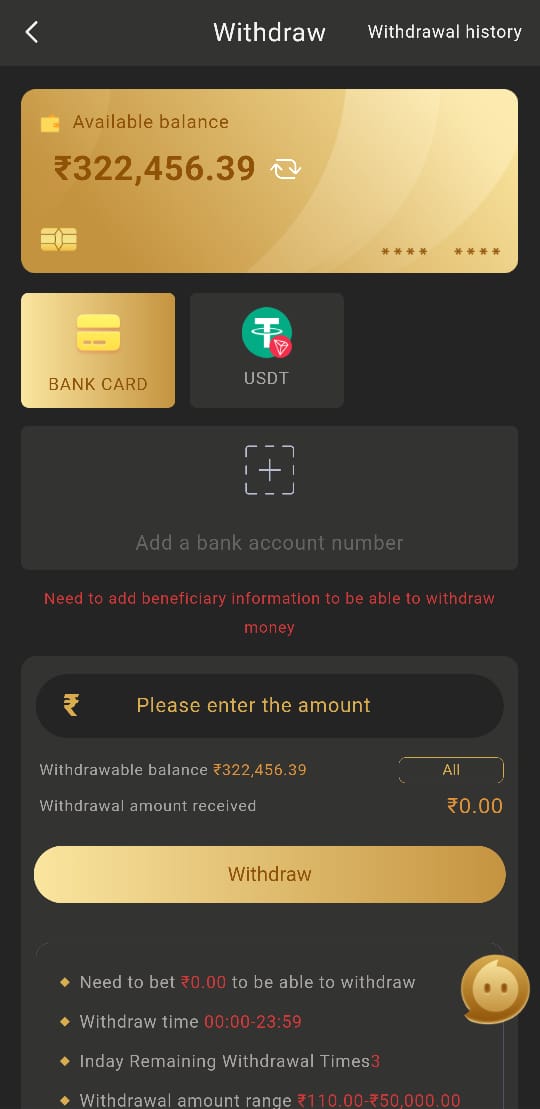 Withdraw
Withdrawal history
Available balance
₹322,456.39
**** ****
BANK CARD
USDT
Add a bank account number
Need to add beneficiary information to be able to withdraw
money
₹ Please enter the amount
Withdrawable balance ₹322,456.39
All
Withdrawal amount received
₹0.00
Withdraw
Need to bet ₹0.00 to be able to withdraw
Withdraw time 00:00-23:59
Inday Remaining Withdrawal Times3
Withdrawal amount range ₹110.00-₹50,000.00